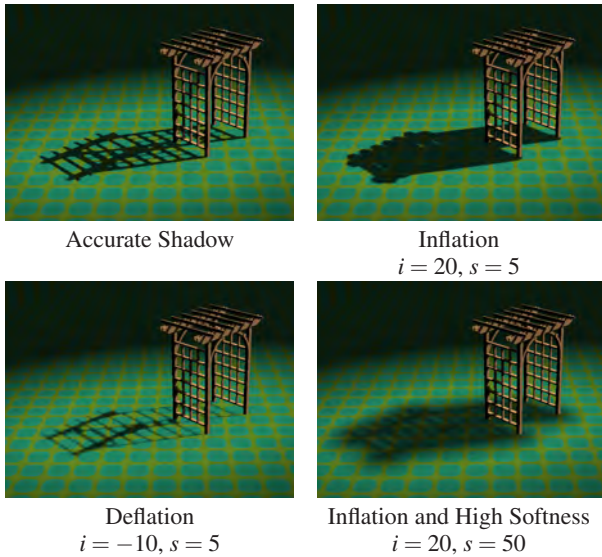 Accurate Shadow
Inflation
i = 20, s = 5
Deflation
i = −10, s = 5
Inflation and High Softness
i = 20, s = 50